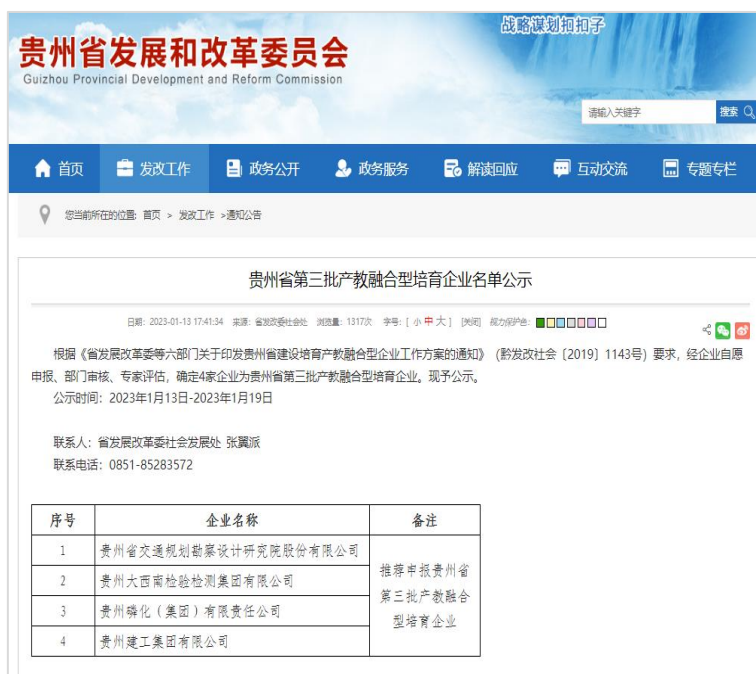 战略谋划扣扣子
贵州省发展和改革委员会
Guizhou Provincial Development and Reform Commission
请输入关键字 搜索
首页 发改工作 政务公开 政务服务 解读回应 互动交流 专题专栏
您当前所在的位置: 首页 > 发改工作 >通知公告
贵州省第三批产教融合型培育企业名单公示
日期: 2023-01-13 17:41:34 来源: 省发改委社会处 浏览量: 1317次 字号: [ 小 中 大 ] [关闭] 视力保护色:
根据《省发展改革委等六部门关于印发贵州省建设培育产教融合型企业工作方案的通知》（黔发改社会〔2019〕1143号）要求，经企业自愿
申报、部门审核、专家评估，确定4家企业为贵州省第三批产教融合型培育企业。现予公示。
公示时间：2023年1月13日-2023年1月19日
联系人：省发展改革委社会发展处 张翼派
联系电话：0851-85283572
序号 企业名称 备注
1 贵州省交通规划勘察设计研究院股份有限公司
2 贵州大西南检验检测集团有限公司
3 贵州磷化（集团）有限责任公司
4 贵州建工集团有限公司
推荐申报贵州省
第三批产教融合
型培育企业